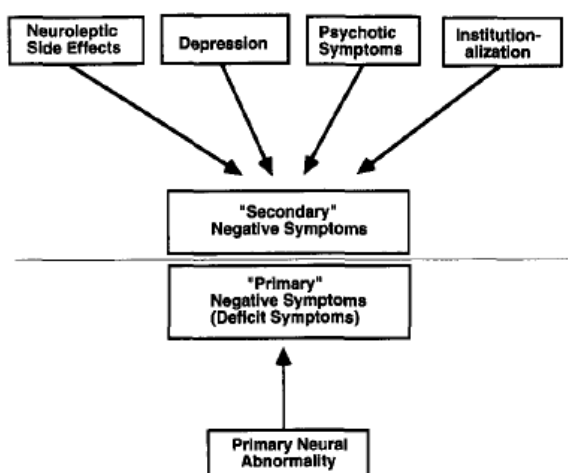 Neuroleptic
Side Effects
Depression
Psychotic
Symptoms
Institution-
alization
"Secondary"
Negative Symptoms
"Primary"
Negative Symptoms
(Deficit Symptoms)
Primary Neural
Abnormality